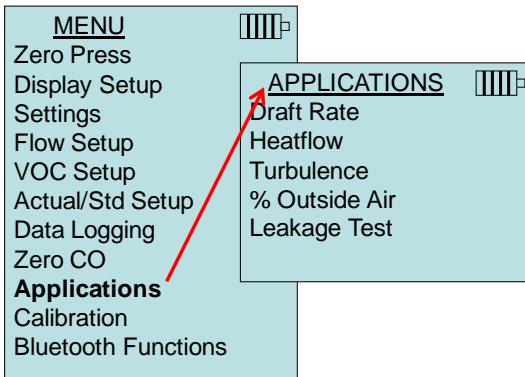 MENU
Zero Press
Display Setup
Settings
Flow Setup
VOC Setup
Actual/Std Setup
Data Logging
Zero CO
Applications
Calibration
Bluetooth Functions
APPLICATIONS
Draft Rate
Heatflow
Turbulence
% Outside Air
Leakage Test